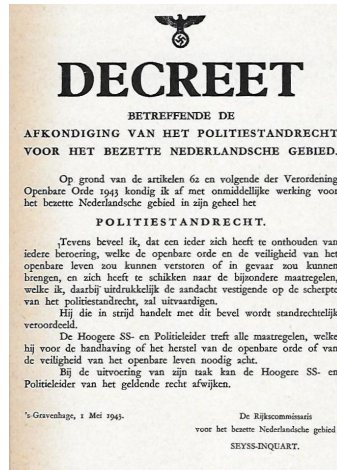 DECREET
BETREFFENDE DE
AFKONDIGING VAN HET POLITIESTANDRECHT
VOOR HET BEZETTE NEDERLANDSCHE GEBIED.
Op grond van de artikelen 62 en volgende der Verordening
Openbare Orde 1943 kondig ik af met onmiddellijke werking voor
het bezette Nederlandsche gebied in zijn geheel het
POLITIESTANDRECHT.
Tevens beveel ik, dat een ieder zich heeft te onthouden van
iedere beroering, welke de openbare orde en de veiligheid van het
openbare leven zou kunnen verstoren of in gevaar zou kunnen
brengen, en zich heeft te schikken naar de bijzondere maatregelen,
welke ik, daarbij uitdrukkelijk de aandacht vestigende op de scherpte
van het politiestandrecht, zal uitvaardigen.
Hij die in strijd handelt met dit bevel wordt standrechtelijk
veroordeeld.
De Hoogere SS- en Politieleider treft alle maatregelen, welke
hij voor de handhaving of het herstel van de openbare orde of van
de veiligheid van het openbare leven noodig acht.
Bij de uitvoering van zijn taak kan de Hoogere SS- en
Politieleider van het geldende recht afwijken.
's-Gravenhage, 1 Mei 1943.
De Rijkscommissaris
voor het bezette Nederlandsche gebied
SEYSS-INQUART.